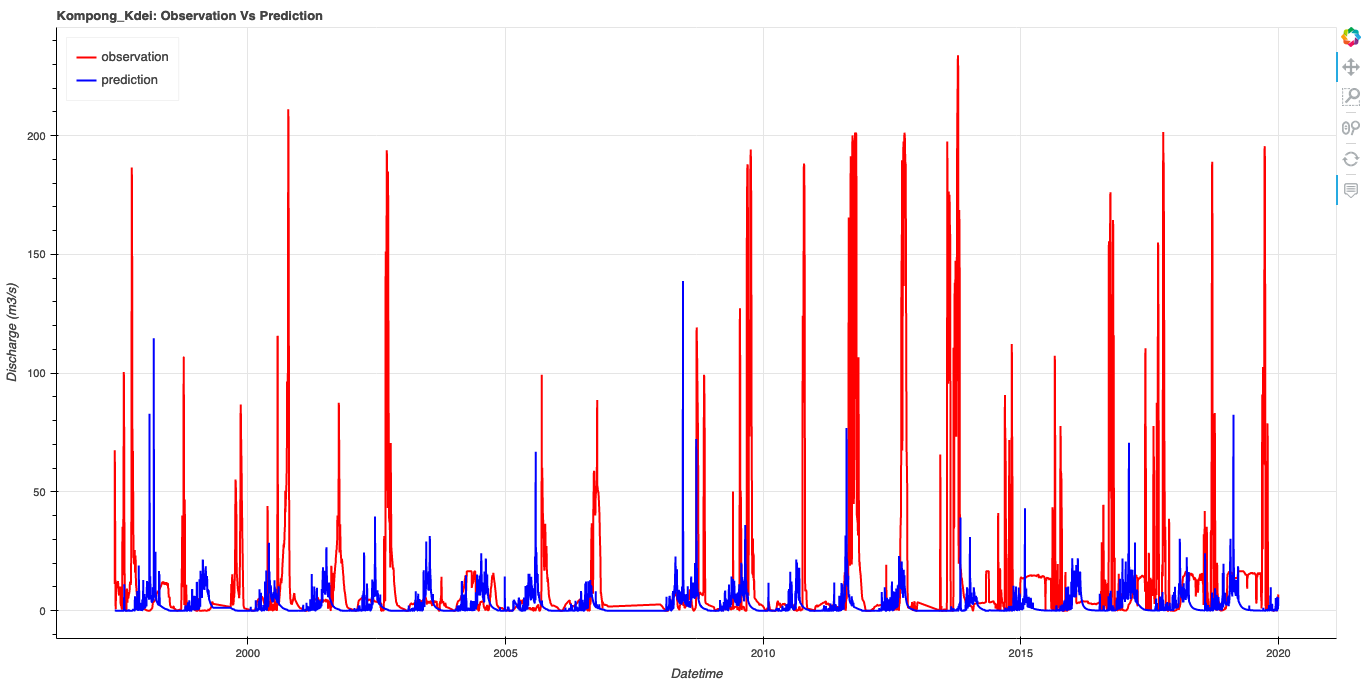 Kompong_Kdei: Observation Vs Prediction
observation
prediction
200
150
100
50
0
Discharge (m3/s)
2000
2005
2010
2015
2020
Datetime